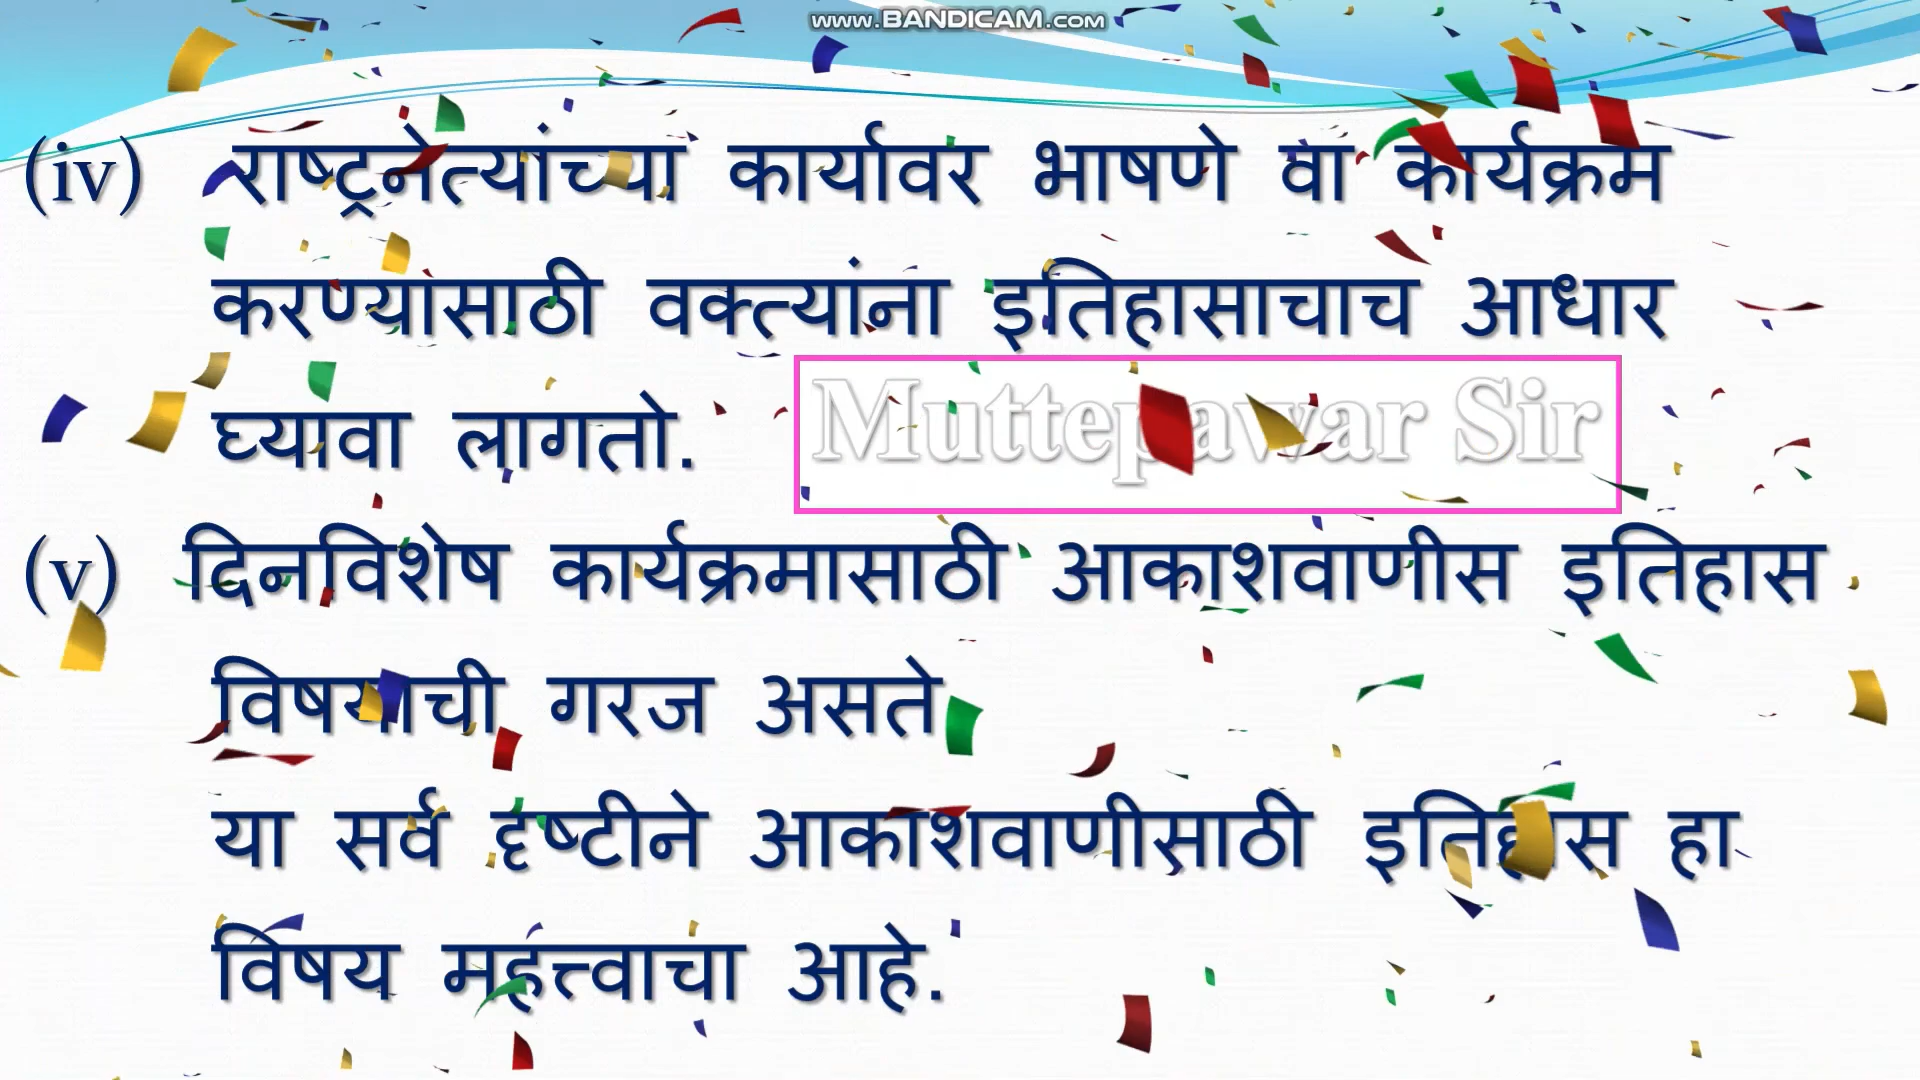 www.BANDICAM.com
(iv) राष्ट्रनेत्यांच्या कार्यावर भाषणे वा कार्यक्रम
करण्यासाठी वक्त्यांना इतिहासाचाच आधार
घ्यावा लागतो.
Muttepawar Sir
(v) दिनविशेष कार्यक्रमासाठी आकाशवाणीस इतिहास
विषयाची गरज असते
या सर्व दृष्टीने आकाशवाणीसाठी इतिहास हा
विषय महत्त्वाचा आहे.